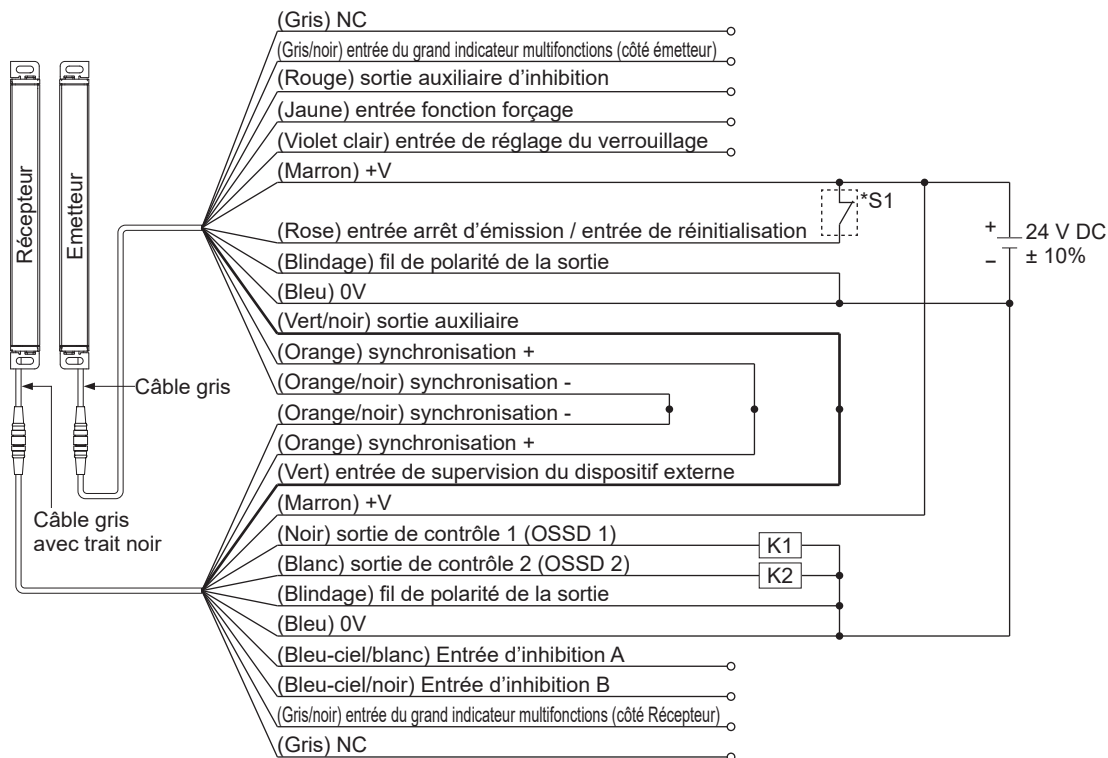 (Gris) NC
(Gris/noir) entrée du grand indicateur multifonctions (côté émetteur)
(Rouge) sortie auxiliaire d'inhibition
(Jaune) entrée fonction forçage
(Violet clair) entrée de réglage du verrouillage
(Marron) +V
*S1
(Rose) entrée arrêt d'émission / entrée de réinitialisation
+
24 V DC
–
± 10%
(Blindage) fil de polarité de la sortie
(Bleu) 0V
(Vert/noir) sortie auxiliaire
(Orange) synchronisation +
(Orange/noir) synchronisation -
(Orange/noir) synchronisation -
(Orange) synchronisation +
(Vert) entrée de supervision du dispositif externe
(Marron) +V
(Noir) sortie de contrôle 1 (OSSD 1)
K1
(Blanc) sortie de contrôle 2 (OSSD 2)
K2
(Blindage) fil de polarité de la sortie
(Bleu) 0V
(Bleu-ciel/blanc) Entrée d'inhibition A
(Bleu-ciel/noir) Entrée d'inhibition B
(Gris/noir) entrée du grand indicateur multifonctions (côté Récepteur)
(Gris) NC
Récepteur
Emetteur
Câble gris
Câble gris
avec trait noir